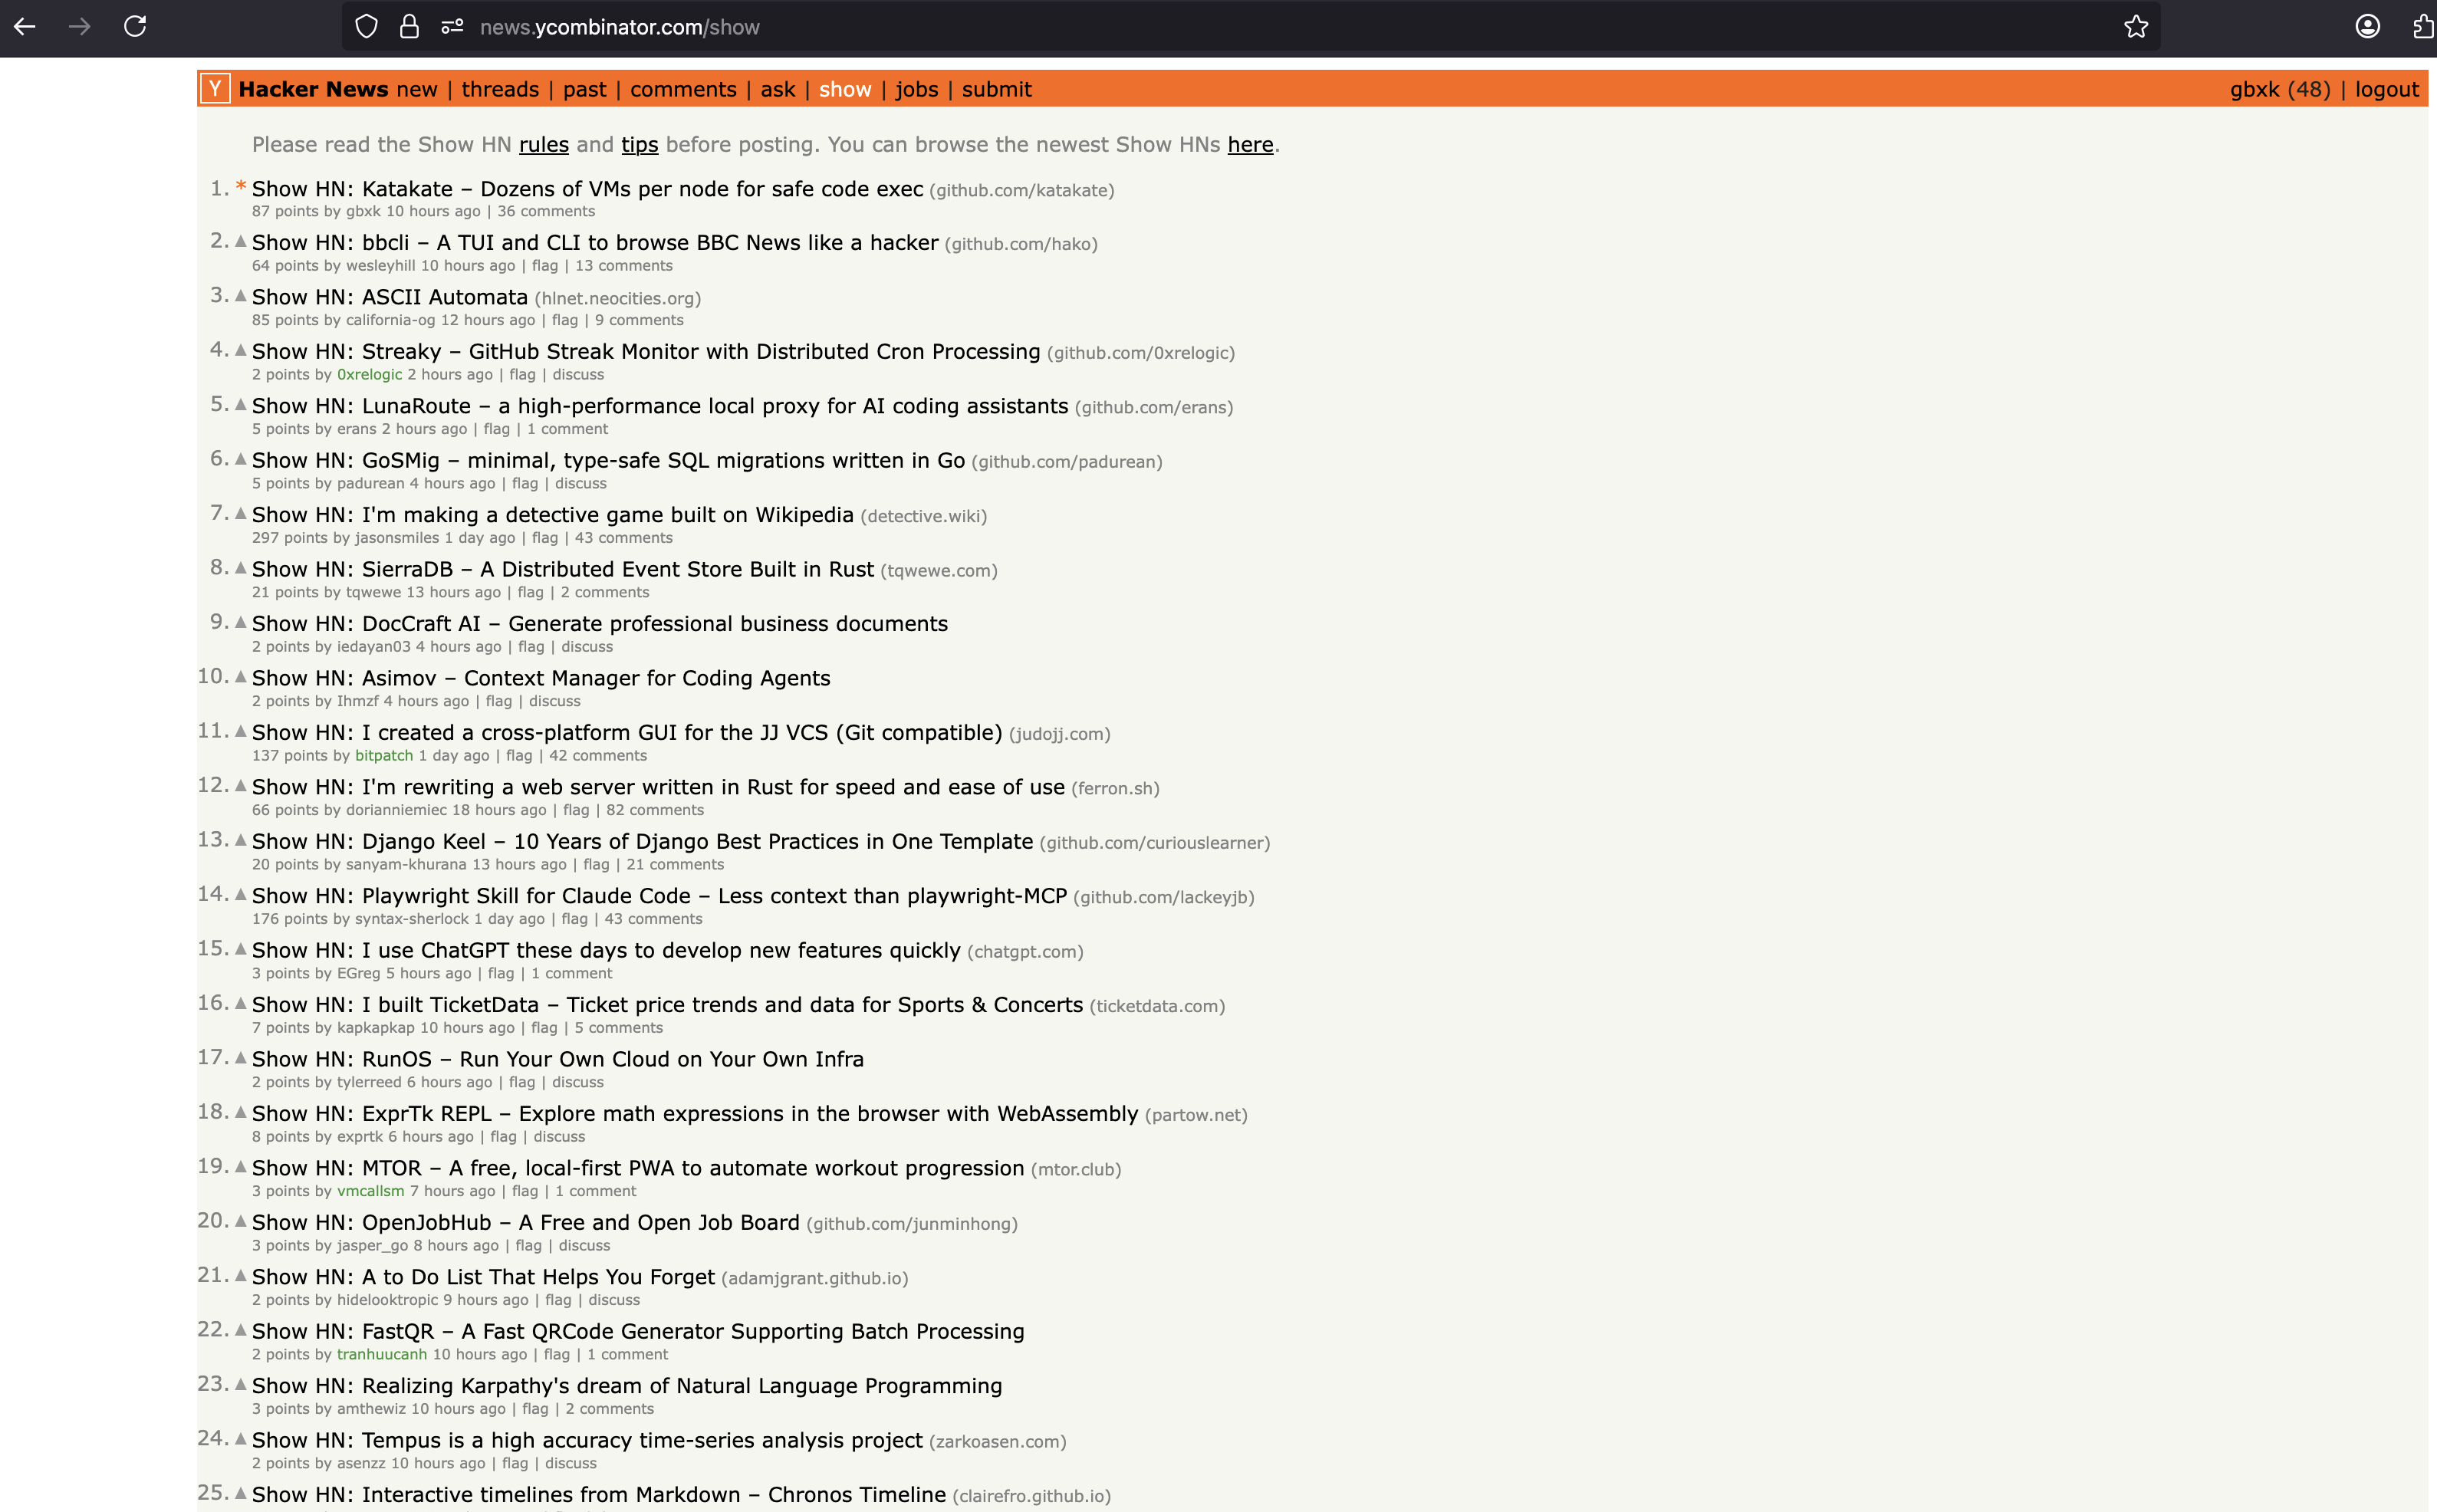 news.ycombinator.com/show
Y Hacker News new | threads | past | comments | ask | show | jobs | submit gbxk (48) | logout
Please read the Show HN rules and tips before posting. You can browse the newest Show HNs here.
1. * Show HN: Katakate – Dozens of VMs per node for safe code exec (github.com/katakate)
87 points by gbxk 10 hours ago | 36 comments
2. ▲ Show HN: bbcli – A TUI and CLI to browse BBC News like a hacker (github.com/hako)
64 points by wesleyhill 10 hours ago | flag | 13 comments
3. ▲ Show HN: ASCII Automata (hlnet.neocities.org)
85 points by california-og 12 hours ago | flag | 9 comments
4. ▲ Show HN: Streaky – GitHub Streak Monitor with Distributed Cron Processing (github.com/0xrelogic)
2 points by 0xrelogic 2 hours ago | flag | discuss
5. ▲ Show HN: LunaRoute – a high-performance local proxy for AI coding assistants (github.com/erans)
5 points by erans 2 hours ago | flag | 1 comment
6. ▲ Show HN: GoSMig – minimal, type-safe SQL migrations written in Go (github.com/padurean)
5 points by padurean 4 hours ago | flag | discuss
7. ▲ Show HN: I'm making a detective game built on Wikipedia (detective.wiki)
297 points by jasonsmiles 1 day ago | flag | 43 comments
8. ▲ Show HN: SierraDB – A Distributed Event Store Built in Rust (tqwewe.com)
21 points by tqwewe 13 hours ago | flag | 2 comments
9. ▲ Show HN: DocCraft AI – Generate professional business documents
2 points by iedayan03 4 hours ago | flag | discuss
10. ▲ Show HN: Asimov – Context Manager for Coding Agents
2 points by Ihmzf 4 hours ago | flag | discuss
11. ▲ Show HN: I created a cross-platform GUI for the JJ VCS (Git compatible) (judojj.com)
137 points by bitpatch 1 day ago | flag | 42 comments
12. ▲ Show HN: I'm rewriting a web server written in Rust for speed and ease of use (ferron.sh)
66 points by dorianniemiec 18 hours ago | flag | 82 comments
13. ▲ Show HN: Django Keel – 10 Years of Django Best Practices in One Template (github.com/curiouslearner)
20 points by sanyam-khurana 13 hours ago | flag | 21 comments
14. ▲ Show HN: Playwright Skill for Claude Code – Less context than playwright-MCP (github.com/lackeyjb)
176 points by syntax-sherlock 1 day ago | flag | 43 comments
15. ▲ Show HN: I use ChatGPT these days to develop new features quickly (chatgpt.com)
3 points by EGreg 5 hours ago | flag | 1 comment
16. ▲ Show HN: I built TicketData – Ticket price trends and data for Sports & Concerts (ticketdata.com)
7 points by kapkapkap 10 hours ago | flag | 5 comments
17. ▲ Show HN: RunOS – Run Your Own Cloud on Your Own Infra
2 points by tylerreed 6 hours ago | flag | discuss
18. ▲ Show HN: ExprTk REPL – Explore math expressions in the browser with WebAssembly (partow.net)
8 points by exprtk 6 hours ago | flag | discuss
19. ▲ Show HN: MTOR – A free, local-first PWA to automate workout progression (mtor.club)
3 points by vmcallsm 7 hours ago | flag | 1 comment
20. ▲ Show HN: OpenJobHub – A Free and Open Job Board (github.com/junminhong)
3 points by jasper_go 8 hours ago | flag | discuss
21. ▲ Show HN: A to Do List That Helps You Forget (adamjgrant.github.io)
2 points by hidelooktropic 9 hours ago | flag | discuss
22. ▲ Show HN: FastQR – A Fast QRCode Generator Supporting Batch Processing
2 points by tranhuucanh 10 hours ago | flag | 1 comment
23. ▲ Show HN: Realizing Karpathy's dream of Natural Language Programming
3 points by amthewiz 10 hours ago | flag | 2 comments
24. ▲ Show HN: Tempus is a high accuracy time-series analysis project (zarkoasen.com)
2 points by asenzz 10 hours ago | flag | discuss
25. ▲ Show HN: Interactive timelines from Markdown – Chronos Timeline (clairefro.github.io)